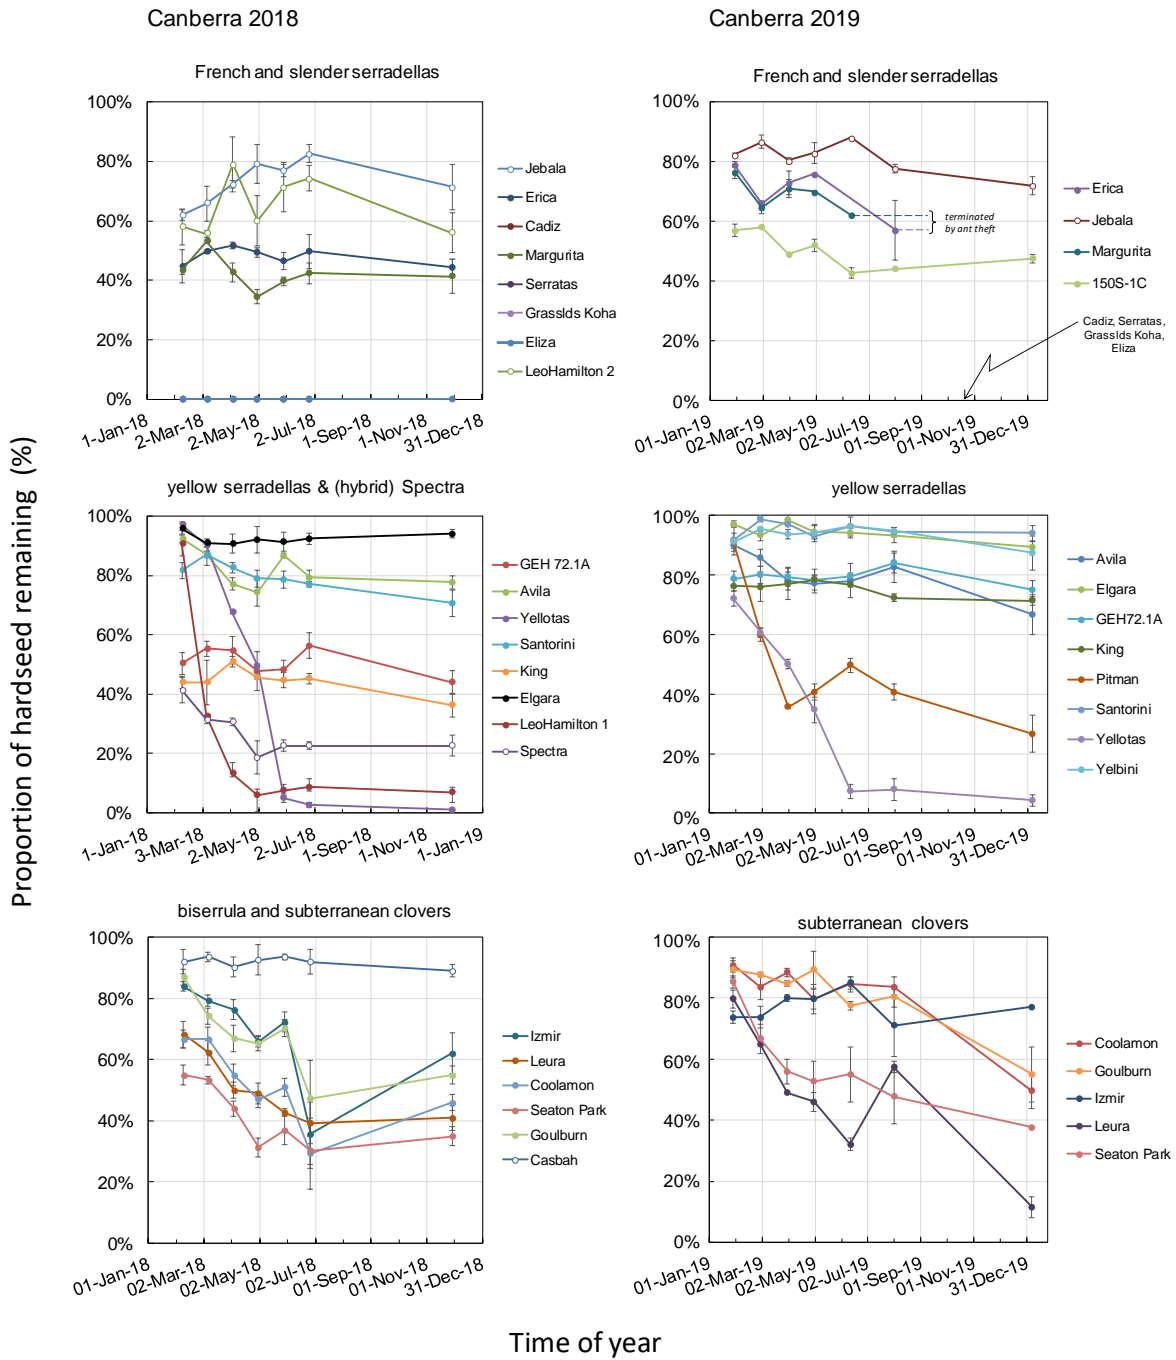 Canberra 2018
Canberra 2019
Proportion of hardseed remaining (%)
French and slender serradellas
100%
80%
60%
40%
20%
0%
1-Jan-18
2-Mar-18
2-May-18
2-Jul-18
1-Sep-18
1-Nov-18
31-Dec-18
Jebala
Erica
Cadiz
Margurita
Serratas
Grasslds Koha
Eliza
LeoHamilton 2
French and slender serradellas
100%
80%
60%
40%
20%
0%
01-Jan-19
02-Mar-19
02-May-19
02-Jul-19
01-Sep-19
01-Nov-19
31-Dec-19
terminated
by ant theft
Erica
Jebala
Margurita
150S-1C
Cadiz, Serratas,
Grasslds Koha,
Eliza
yellow serradellas & (hybrid) Spectra
100%
80%
60%
40%
20%
0%
1-Jan-18
3-Mar-18
2-May-18
2-Jul-18
1-Sep-18
1-Nov-18
1-Jan-19
GEH 72.1A
Avila
Yellotas
Santorini
King
Elgara
LeoHamilton 1
Spectra
yellow serradellas
100%
80%
60%
40%
20%
0%
01-Jan-19
02-Mar-19
02-May-19
02-Jul-19
01-Sep-19
01-Nov-19
31-Dec-19
Avila
Elgara
GEH72.1A
King
Pitman
Santorini
Yellotas
Yelbini
biserrula and subterranean clovers
100%
80%
60%
40%
20%
0%
01-Jan-18
02-Mar-18
02-May-18
02-Jul-18
01-Sep-18
01-Nov-18
31-Dec-18
Izmir
Leura
Coolamon
Seaton Park
Goulburn
Casbah
subterranean clovers
100%
80%
60%
40%
20%
0%
01-Jan-19
02-Mar-19
02-May-19
02-Jul-19
01-Sep-19
01-Nov-19
31-Dec-19
Coolamon
Goulburn
Izmir
Leura
Seaton Park
Time of year